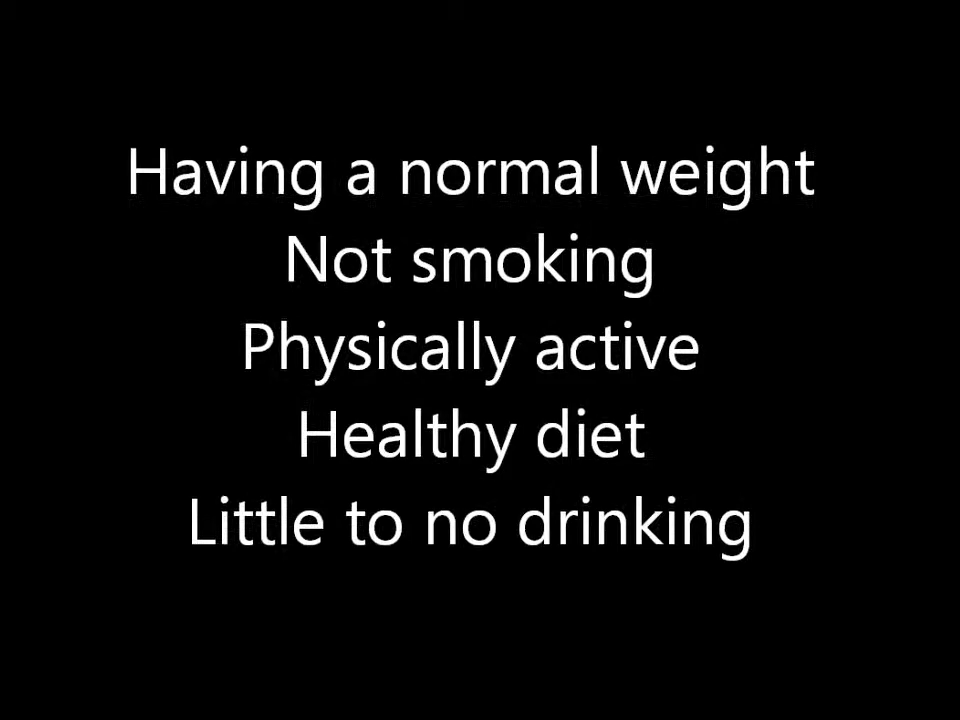 Having a normal weight
Not smoking
Physically active
Healthy diet
Little to no drinking